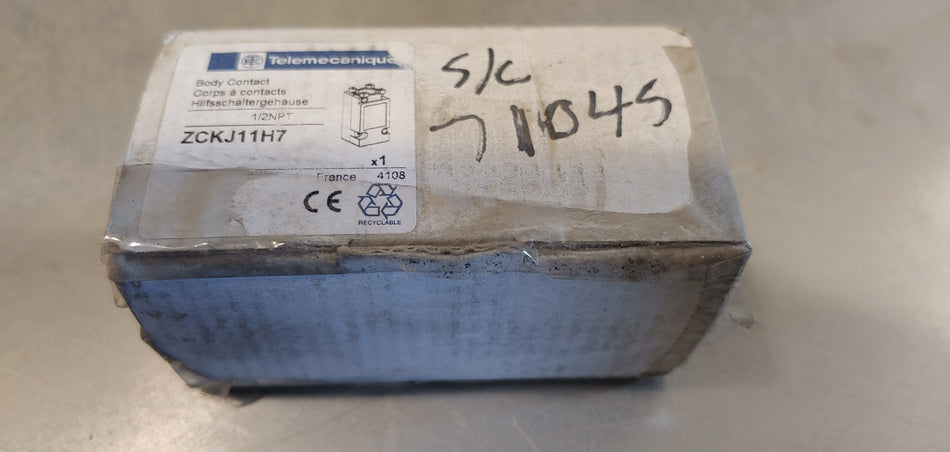 Telemecanique
Body Contact
Corps à contacts
Hilfsschaltergehause
1/2NPT
ZCKJ11H7
x1
France 4108
CE
RECYCLABLE
S/C
71045